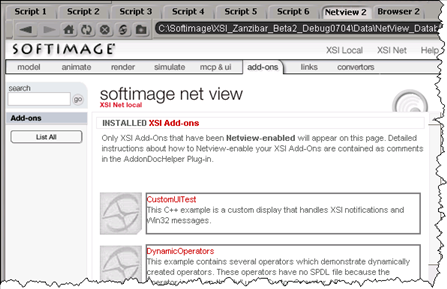 Script 1 Script 2 Script 3 Script 4 Script 5 Script 6 Netview 2 Browser 2
C:\Softimage\XSI_Zanzibar_Beta2_Debug0704\Data\NetView_Datab
SOFTIMAGE XSI Local XSI Net Help
model animate render simulate mcp & ui add-ons links convertors
search
go
Add-ons
List All
softimage net view
XSI Net local
INSTALLED XSI Add-ons
Only XSI Add-Ons that have been Netview-enabled will appear on this page. Detailed
instructions about how to Netview-enable your XSI Add-Ons are contained as comments
in the AddonDocHelper Plug-in.
CustomUITest
This C++ example is a custom display that handles XSI notifications and
Win32 messages.
DynamicOperators
This example contains several operators which demonstrate dynamically
created operators. These operators have no SPDL file because the